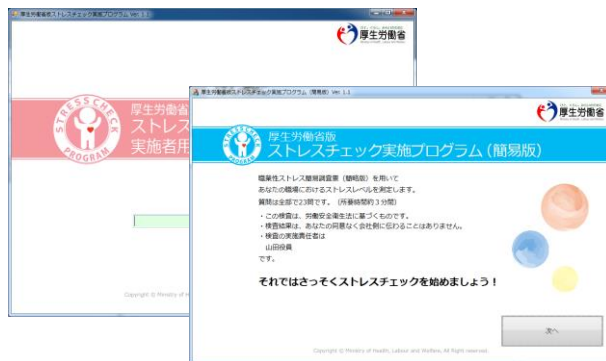 厚生労働省版ストレスチェック実施プログラム Ver 1.1
厚生労働省
STRESSCHECK
PROGRAM
厚生労働省
ストレス
実施者用
Copyright © Ministry of H
厚生労働省版ストレスチェック実施プログラム (簡易版) Ver 1.1
厚生労働省
STRESSCHECK
PROGRAM
厚生労働省版
ストレスチェック実施プログラム (簡易版)
職業性ストレス簡易調査票 (簡略版) を用いて
あなたの職場におけるストレスレベルを測定します。
質問は全部で23問です。 (所要時間約3分間)
・この検査は、労働安全衛生法に基づくものです。
・検査結果は、あなたの同意なく会社側に伝わることはありません。
・検査の実施責任者は
山田役員
です。
それではさっそくストレスチェックを始めましょう!
次へ
Copyright © Ministry of Health, Labour and Welfare, All Right reserved.